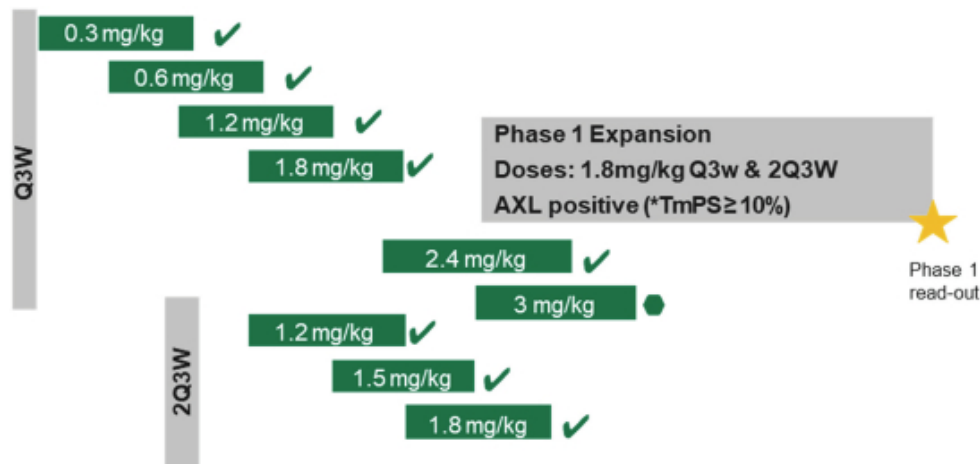 Q3W
0.3 mg/kg
0.6 mg/kg
1.2 mg/kg
1.8 mg/kg
Phase 1 Expansion
Doses: 1.8mg/kg Q3w & 2Q3W
AXL positive (*TmPS≥10%)
2.4 mg/kg
3 mg/kg
Phase 1
read-out
2Q3W
1.2 mg/kg
1.5 mg/kg
1.8 mg/kg